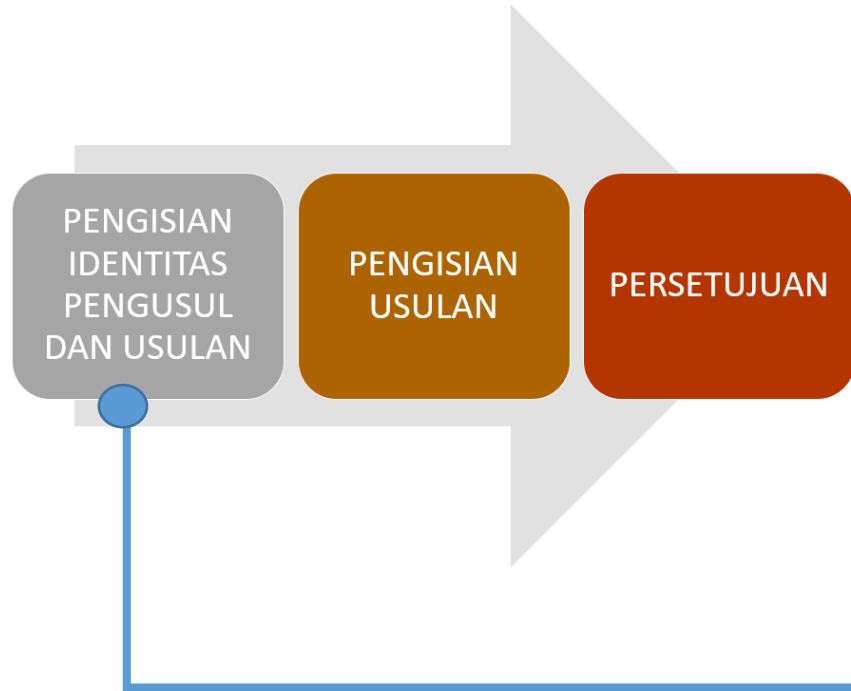 PENGISIAN
IDENTITAS
PENGUSUL
DAN USULAN
PENGISIAN
USULAN
PERSETUJUAN